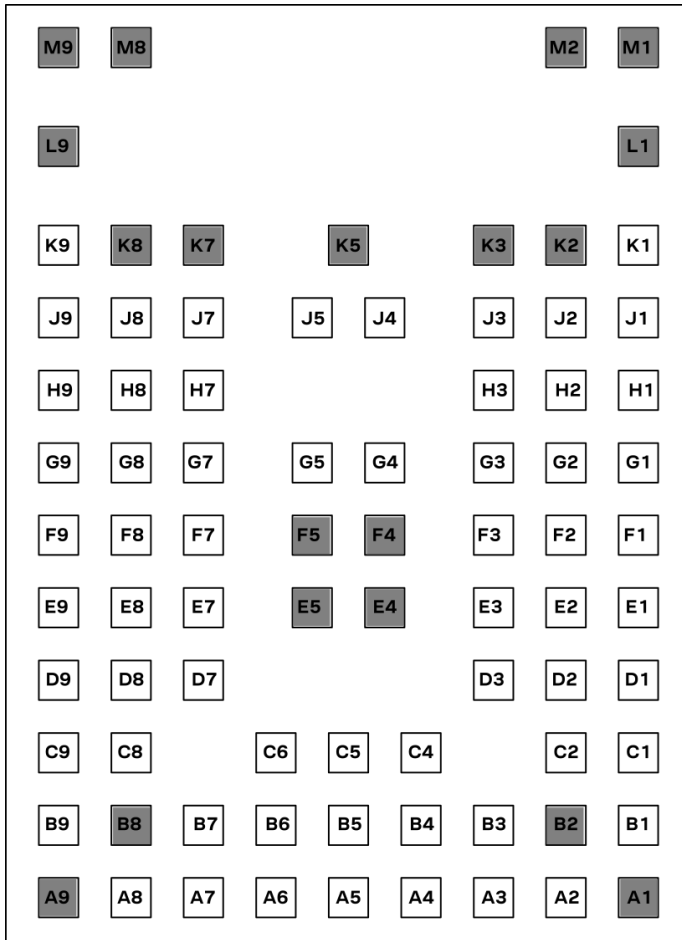 M9 M8 M2 M1
L9 L1
K9 K8 K7 K5 K3 K2 K1
J9 J8 J7 J5 J4 J3 J2 J1
H9 H8 H7 H3 H2 H1
G9 G8 G7 G5 G4 G3 G2 G1
F9 F8 F7 F5 F4 F3 F2 F1
E9 E8 E7 E5 E4 E3 E2 E1
D9 D8 D7 D3 D2 D1
C9 C8 C6 C5 C4 C2 C1
B9 B8 B7 B6 B5 B4 B3 B2 B1
A9 A8 A7 A6 A5 A4 A3 A2 A1